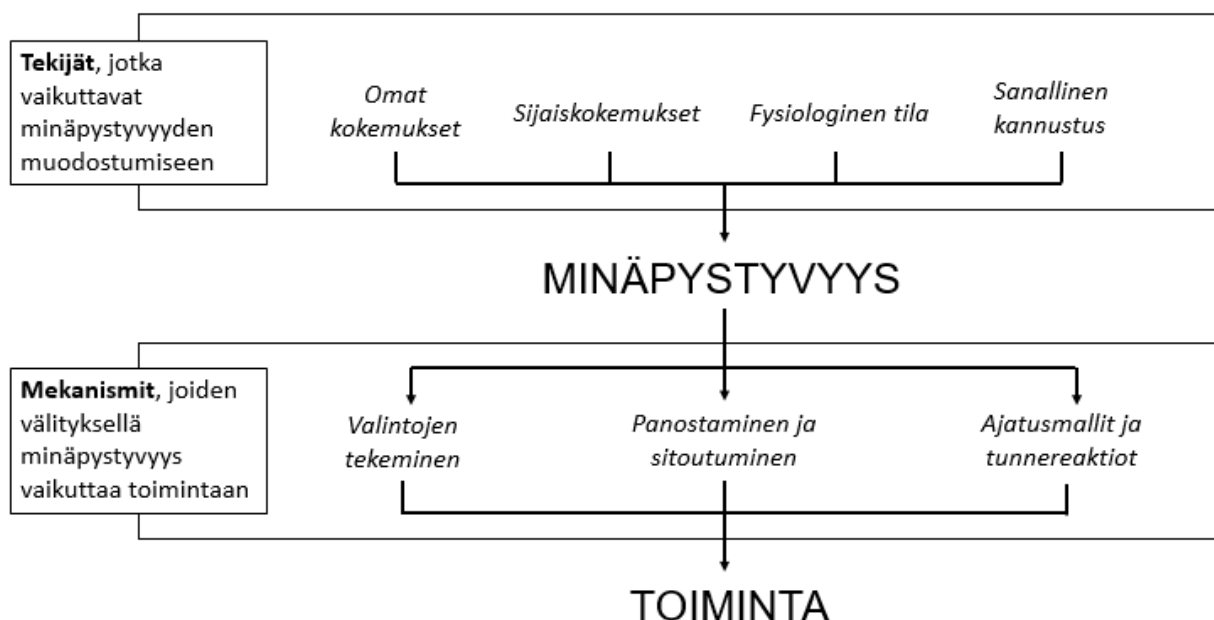 Tekijät, jotka
vaikuttavat
minäpystyvyyden
muodostumiseen
Omat
kokemukset
Sijaiskokemukset
Fysiologinen tila
Sanallinen
kannustus
MINÄPYSTYVYYS
Mekanismit, joiden
välityksellä
minäpystyvyys
vaikuttaa toimintaan
Valintojen
tekeminen
Panostaminen ja
sitoutuminen
Ajatusmallit ja
tunnereaktiot
TOIMINTA